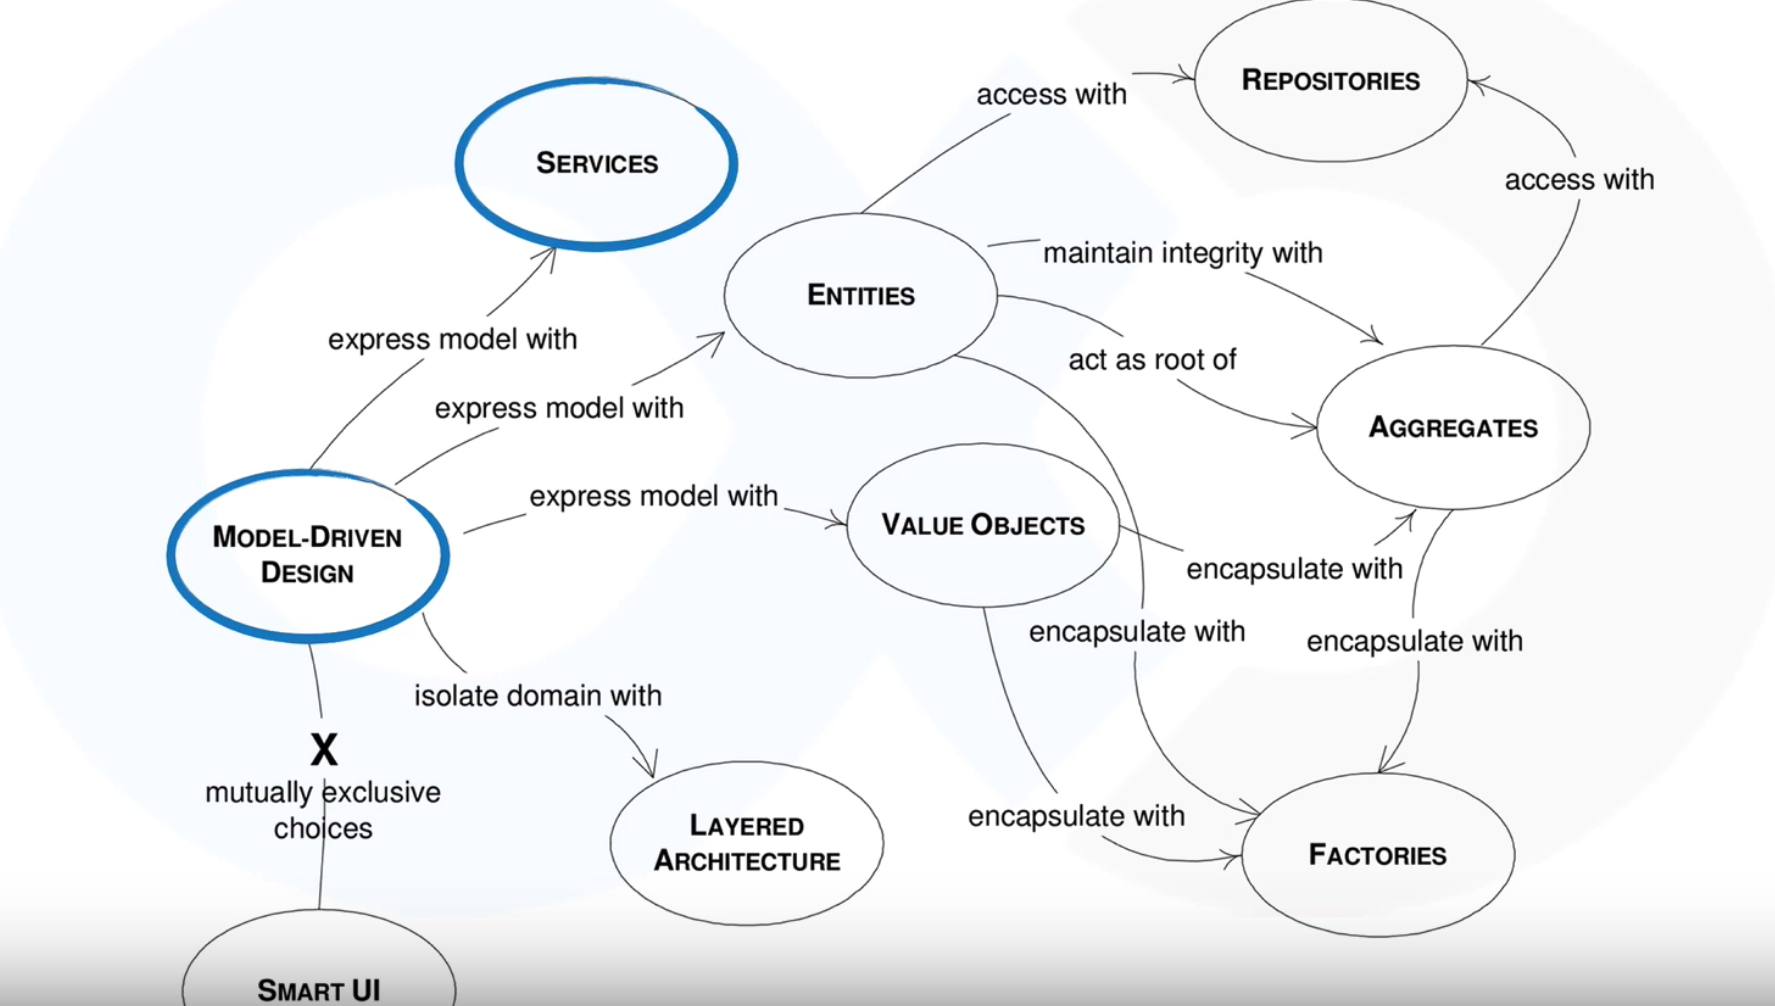 REPOSITORIES
access with
SERVICES
access with
maintain integrity with
ENTITIES
express model with
act as root of
express model with
AGGREGATES
express model with
VALUE OBJECTS
MODEL-DRIVEN
DESIGN
encapsulate with
encapsulate with
encapsulate with
isolate domain with
X
mutually exclusive
choices
encapsulate with
LAYERED
ARCHITECTURE
FACTORIES
SMART UI